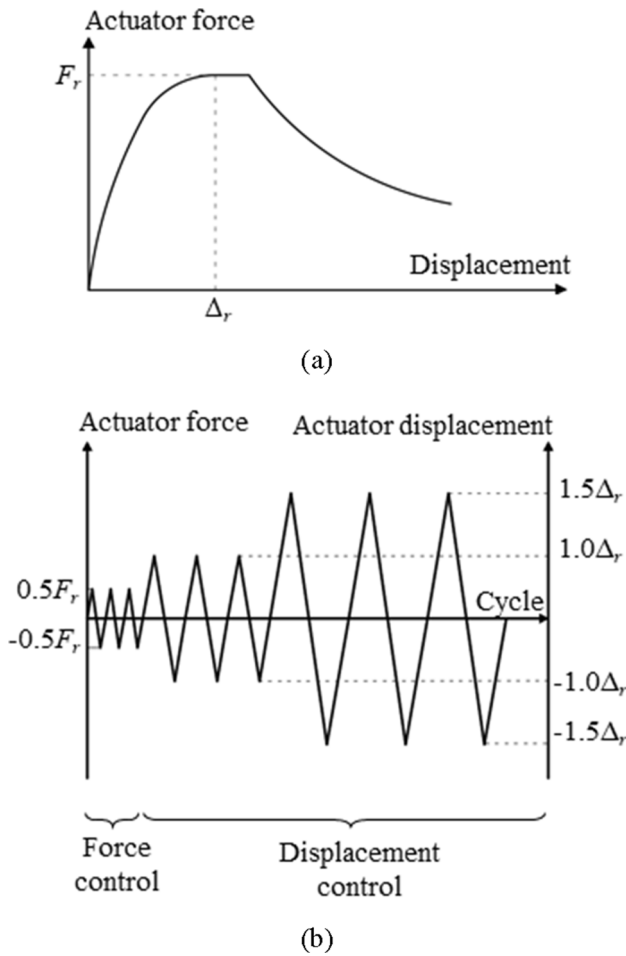 Actuator force
Fr
Displacement
Δr
(a)
Actuator force Actuator displacement
1.5Δr
1.0Δr
0.5Fr
Cycle
-0.5Fr
-1.0Δr
-1.5Δr
Force control
Displacement control
(b)